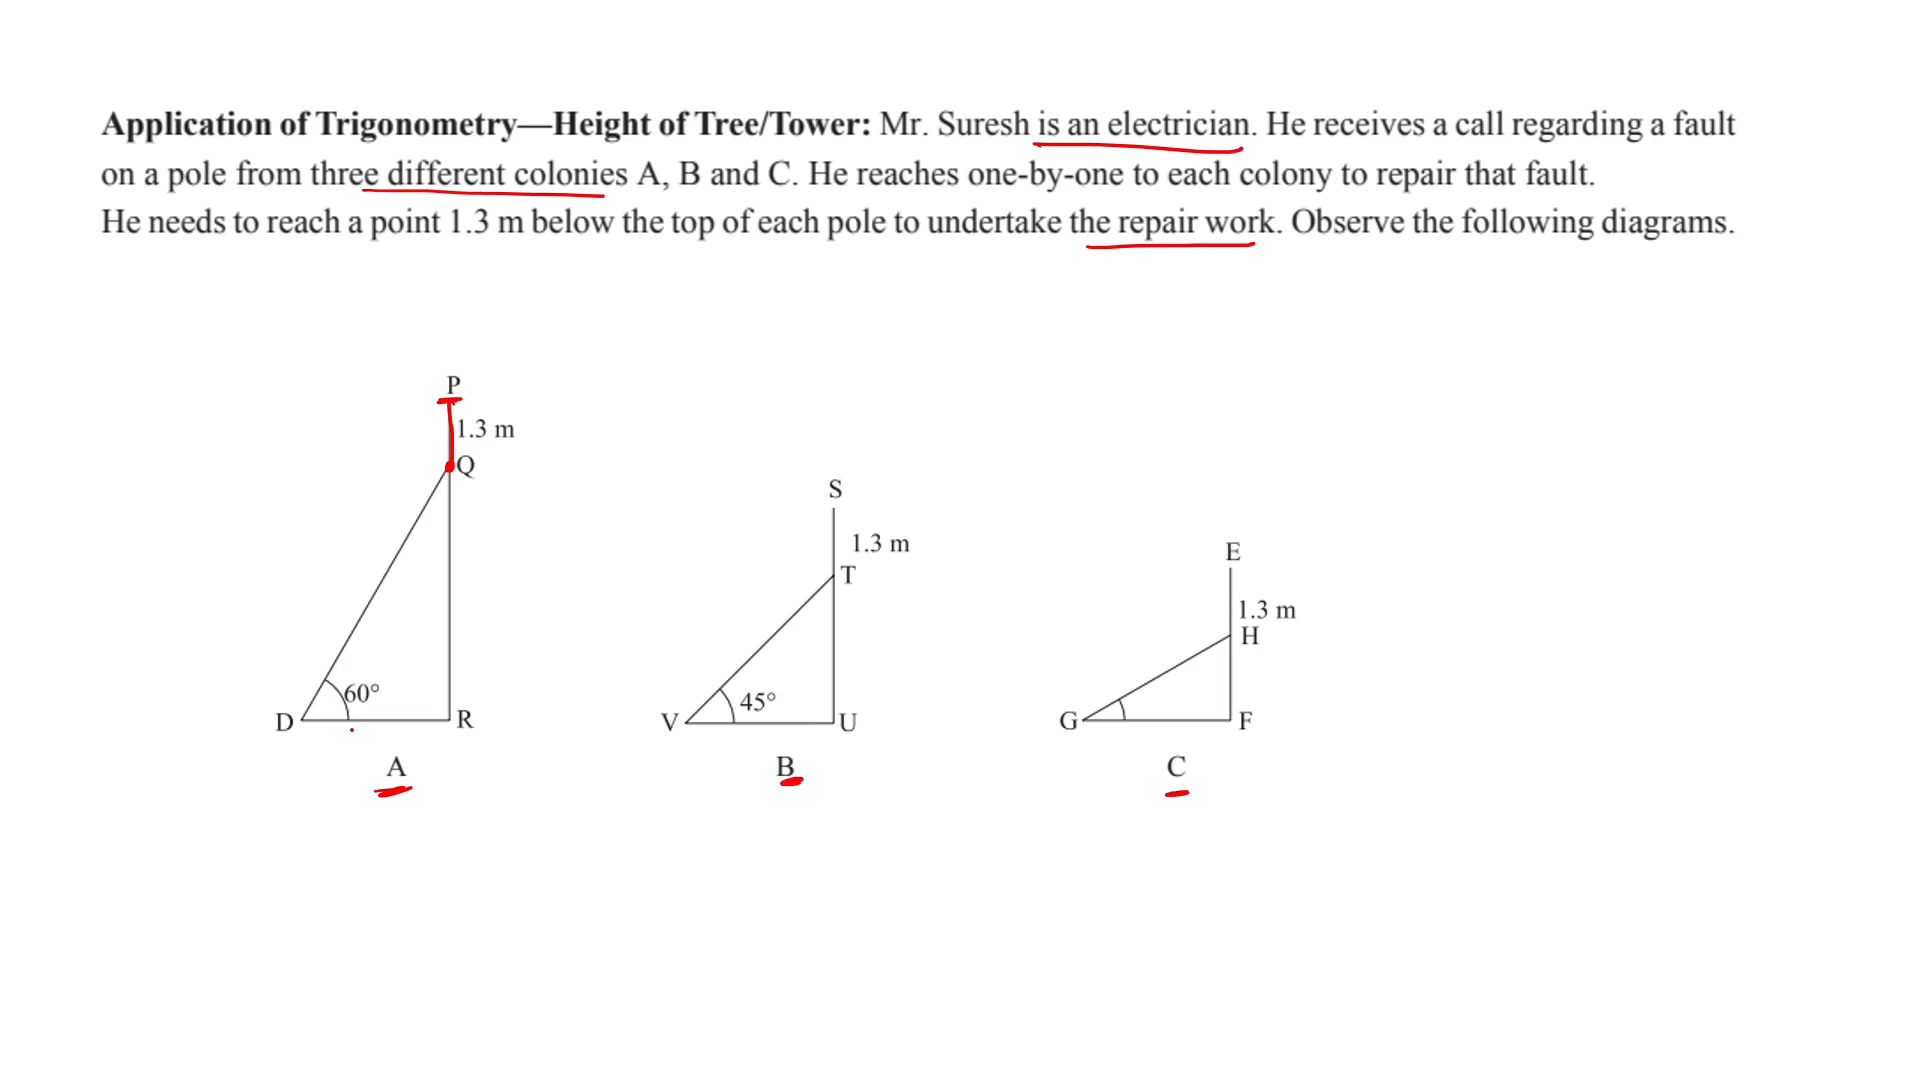 Application of Trigonometry—Height of Tree/Tower: Mr. Suresh is an electrician. He receives a call regarding a fault
on a pole from three different colonies A, B and C. He reaches one-by-one to each colony to repair that fault.
He needs to reach a point 1.3 m below the top of each pole to undertake the repair work. Observe the following diagrams.
P
1.3 m
Q
60°
D
R
A
S
1.3 m
T
45°
V
U
B
E
1.3 m
H
G
F
C